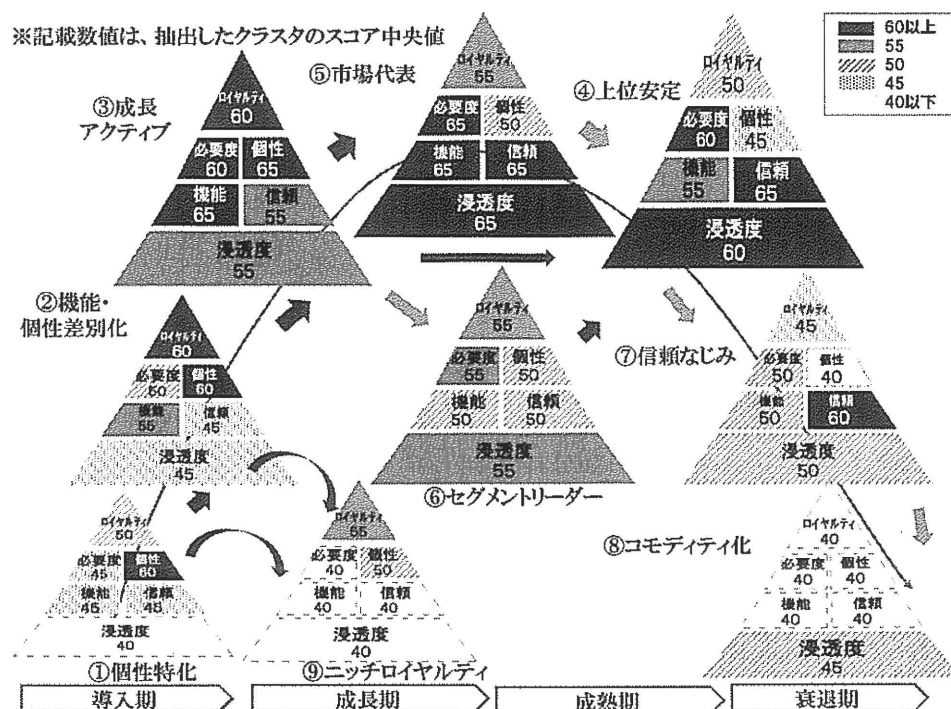 ※記載数値は、抽出したクラスタのスコア中央値
60以上
55
50
45
40以下
③成長
アクティブ
ロイヤルティ
60
必要度
60
個性
65
機能
65
信頼
55
浸透度
55
⑤市場代表
ロイヤルティ
55
必要度
65
個性
50
機能
65
信頼
65
浸透度
65
④上位安定
ロイヤルティ
50
必要度
60
個性
45
機能
55
信頼
65
浸透度
60
②機能・
個性差別化
ロイヤルティ
60
必要度
50
個性
60
機能
55
信頼
45
浸透度
45
ロイヤルティ
55
必要度
55
個性
50
機能
50
信頼
50
浸透度
55
⑥セグメントリーダー
⑦信頼なじみ
ロイヤルティ
45
必要度
50
個性
40
機能
50
信頼
60
浸透度
50
ロイヤルティ
50
必要度
45
個性
60
機能
45
信頼
45
浸透度
40
①個性特化
ロイヤルティ
55
必要度
40
個性
50
機能
40
信頼
40
浸透度
40
⑨ニッチロイヤルティ
⑧コモディティ化
ロイヤルティ
40
必要度
40
個性
40
機能
40
信頼
40
浸透度
45
導入期
成長期
成熟期
衰退期